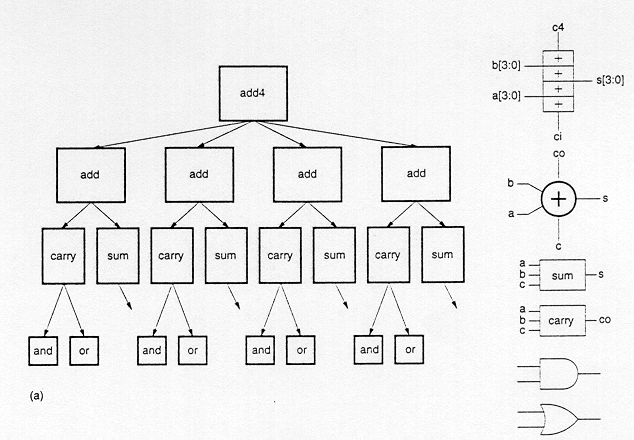 add4
add add add add
carry sum carry sum carry sum carry sum
and or and or and or and or
(a)
c4
b[3:0]
+
+
s[3:0]
+
a[3:0]
+
ci
co
b
+
s
a
c
a
b sum s
c
a
b carry co
c